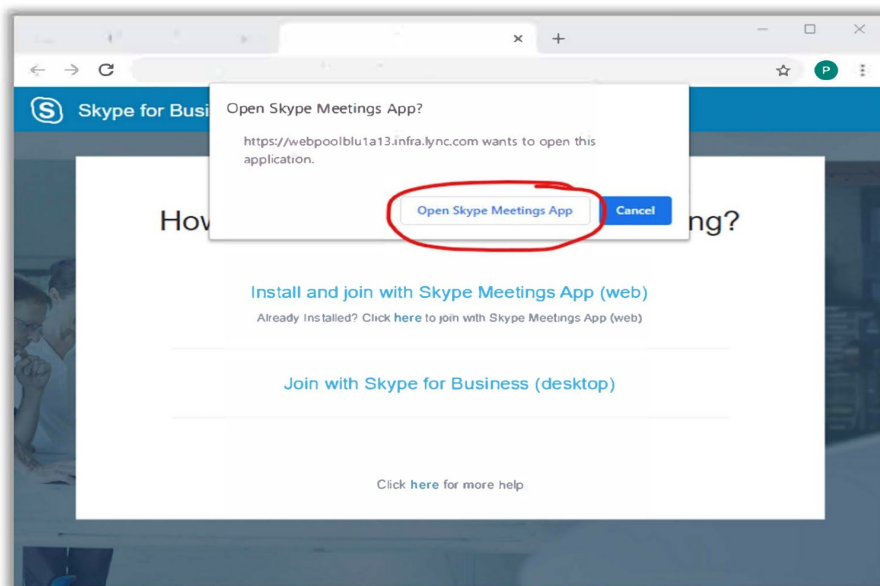 P
S Skype for Busi
Open Skype Meetings App?
https://webpoolblu1a13.infra.lync.com wants to open this
application.
Open Skype Meetings App Cancel
How ng?
Install and join with Skype Meetings App (web)
Already Installed? Click here to join with Skype Meetings App (web)
Join with Skype for Business (desktop)
Click here for more help